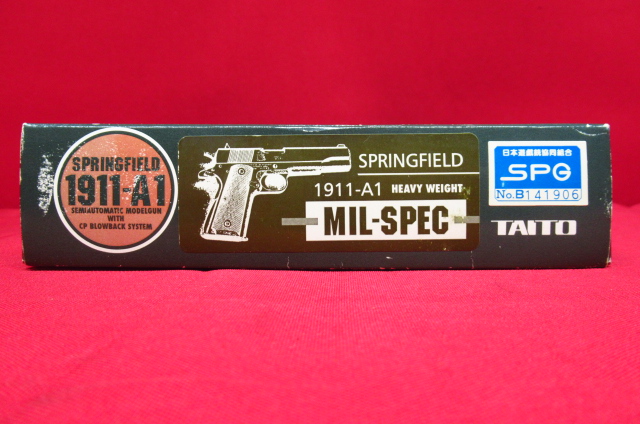 SPRINGFIELD
1911-A1
SEMIAUTOMATIC MODELGUN
WITH
CP BLOWBACK SYSTEM
SPRINGFIELD
1911-A1 HEAVY WEIGHT
MIL-SPEC
日本遊戯銃協同組合
SPG
No.B141906
TAITO